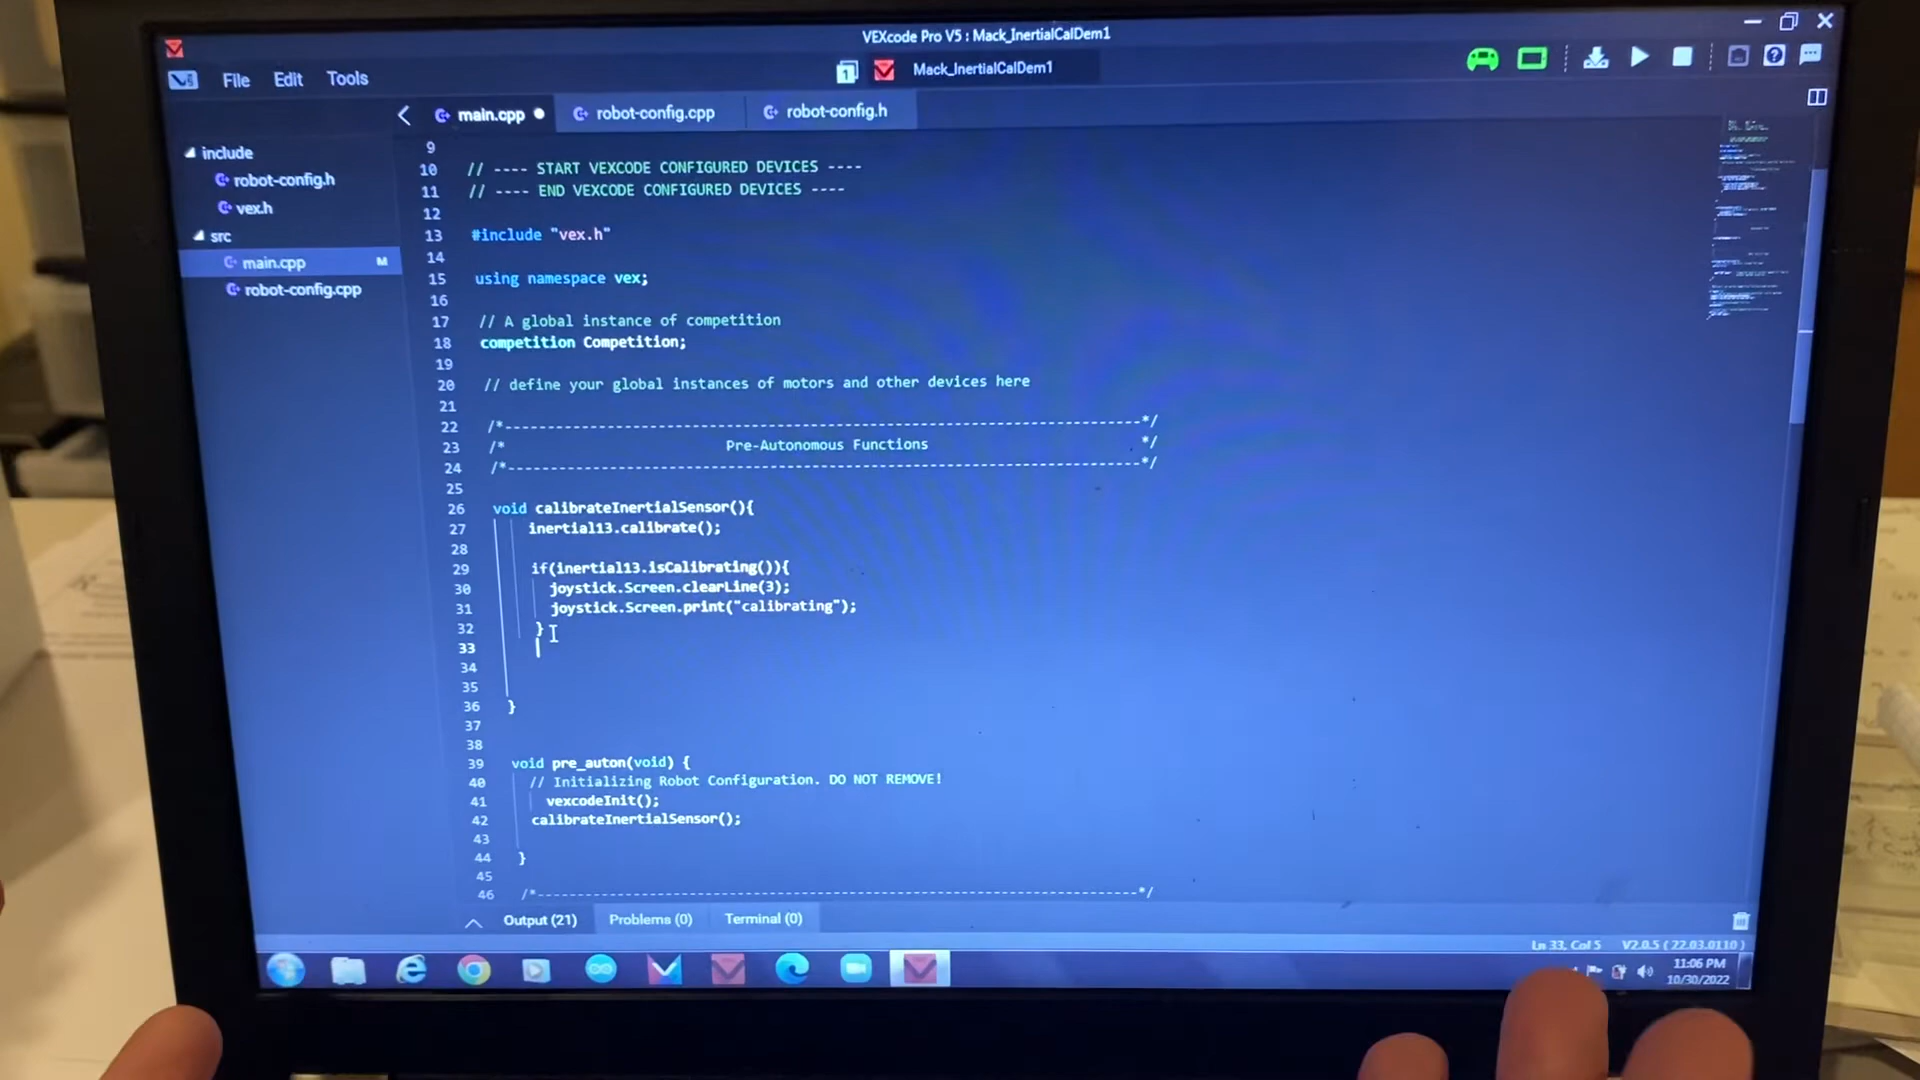 VEXcode Pro V5 : Mack_InertialCalDem1
File Edit Tools
1 Mack_InertialCalDem1
main.cpp robot-config.cpp robot-config.h
include
robot-config.h
vex.h
src
main.cpp M
robot-config.cpp
9
10 // ---- START VEXCODE CONFIGURED DEVICES ----
11 // ---- END VEXCODE CONFIGURED DEVICES ----
12
13 #include "vex.h"
14
15 using namespace vex;
16
17 // A global instance of competition
18 competition Competition;
19
20 // define your global instances of motors and other devices here
21
22 /*---------------------------------------------------------------------------*/
23 /* Pre-Autonomous Functions */
24 /*---------------------------------------------------------------------------*/
25
26 void calibrateInertialSensor(){
27 inertial13.calibrate();
28
29 if(inertial13.isCalibrating()){
30 joystick.Screen.clearLine(3);
31 joystick.Screen.print("calibrating");
32 }
33
34
35
36 }
37
38
39 void pre_auton(void) {
40 // Initializing Robot Configuration. DO NOT REMOVE!
41 vexcodeInit();
42 calibrateInertialSensor();
43
44 }
45
46 /*---------------------------------------------------------------------------*/
Output (21) Problems (0) Terminal (0)
Ln 33, Col 5 V2.0.5 ( 22.03.0110 )
11:06 PM
10/30/2022